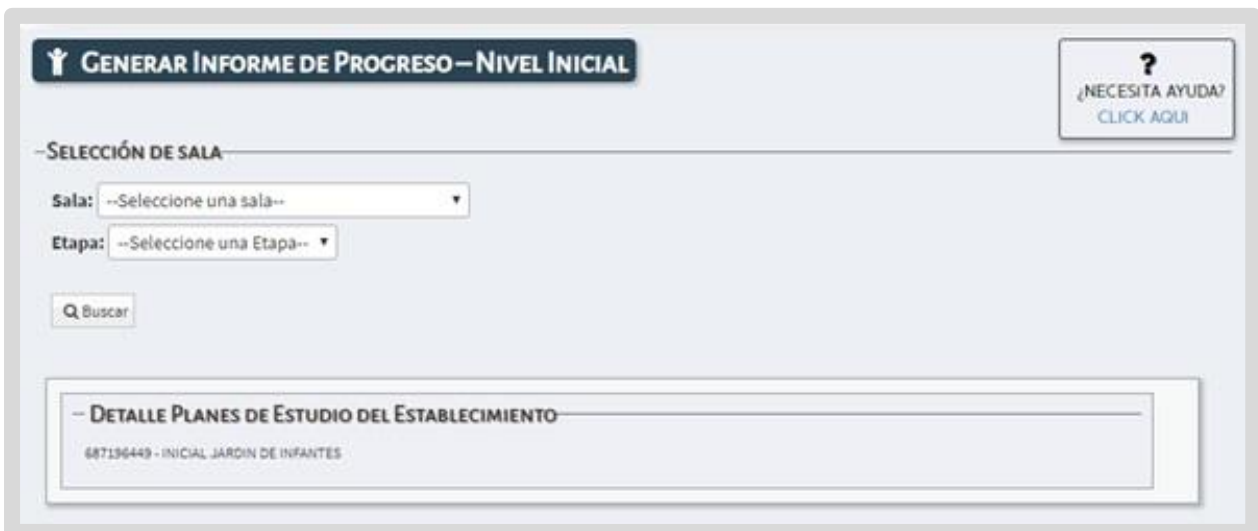 GENERAR INFORME DE PROGRESO – NIVEL INICIAL
?
¿NECESITA AYUDA?
CLICK AQUI
SELECCIÓN DE SALA
Sala: --Seleccione una sala--
Etapa: --Seleccione una Etapa--
Buscar
DETALLE PLANES DE ESTUDIO DEL ESTABLECIMIENTO
687196449 - INICIAL JARDIN DE INFANTES